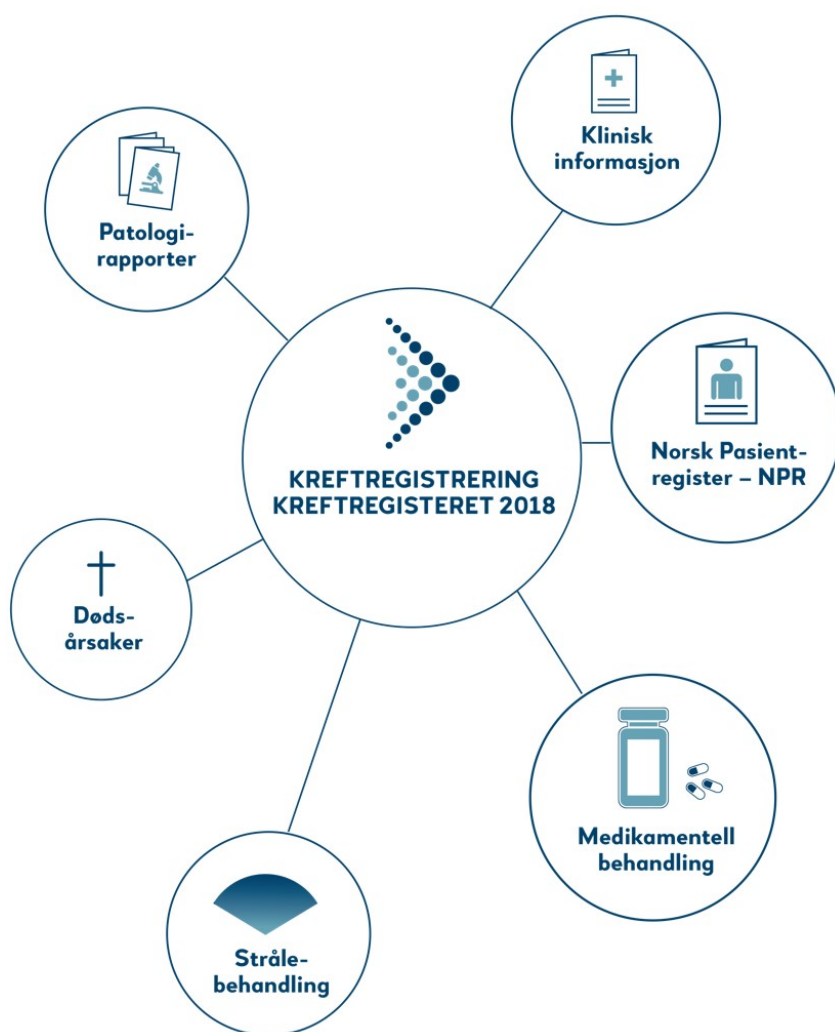 Klinisk
informasjon
Patologi-
rapporter
KREFTREGISTRERING
KREFTREGISTERET 2018
Norsk Pasient-
register – NPR
Døds-
årsaker
Medikamentell
behandling
Stråle-
behandling